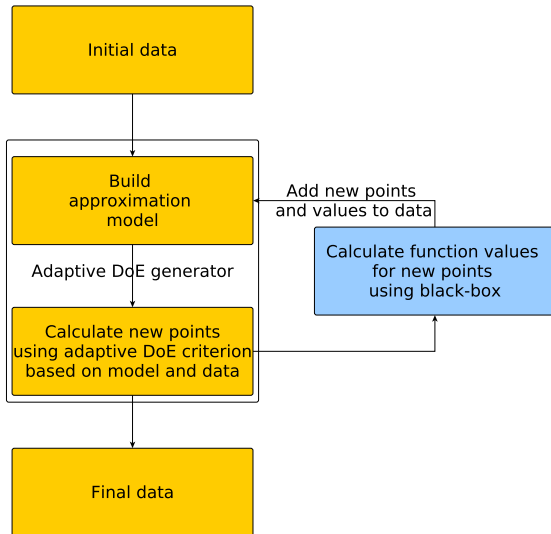 Initial data
Build
approximation
model
Add new points
and values to data
Calculate function values
for new points
using black-box
Adaptive DoE generator
Calculate new points
using adaptive DoE criterion
based on model and data
Final data